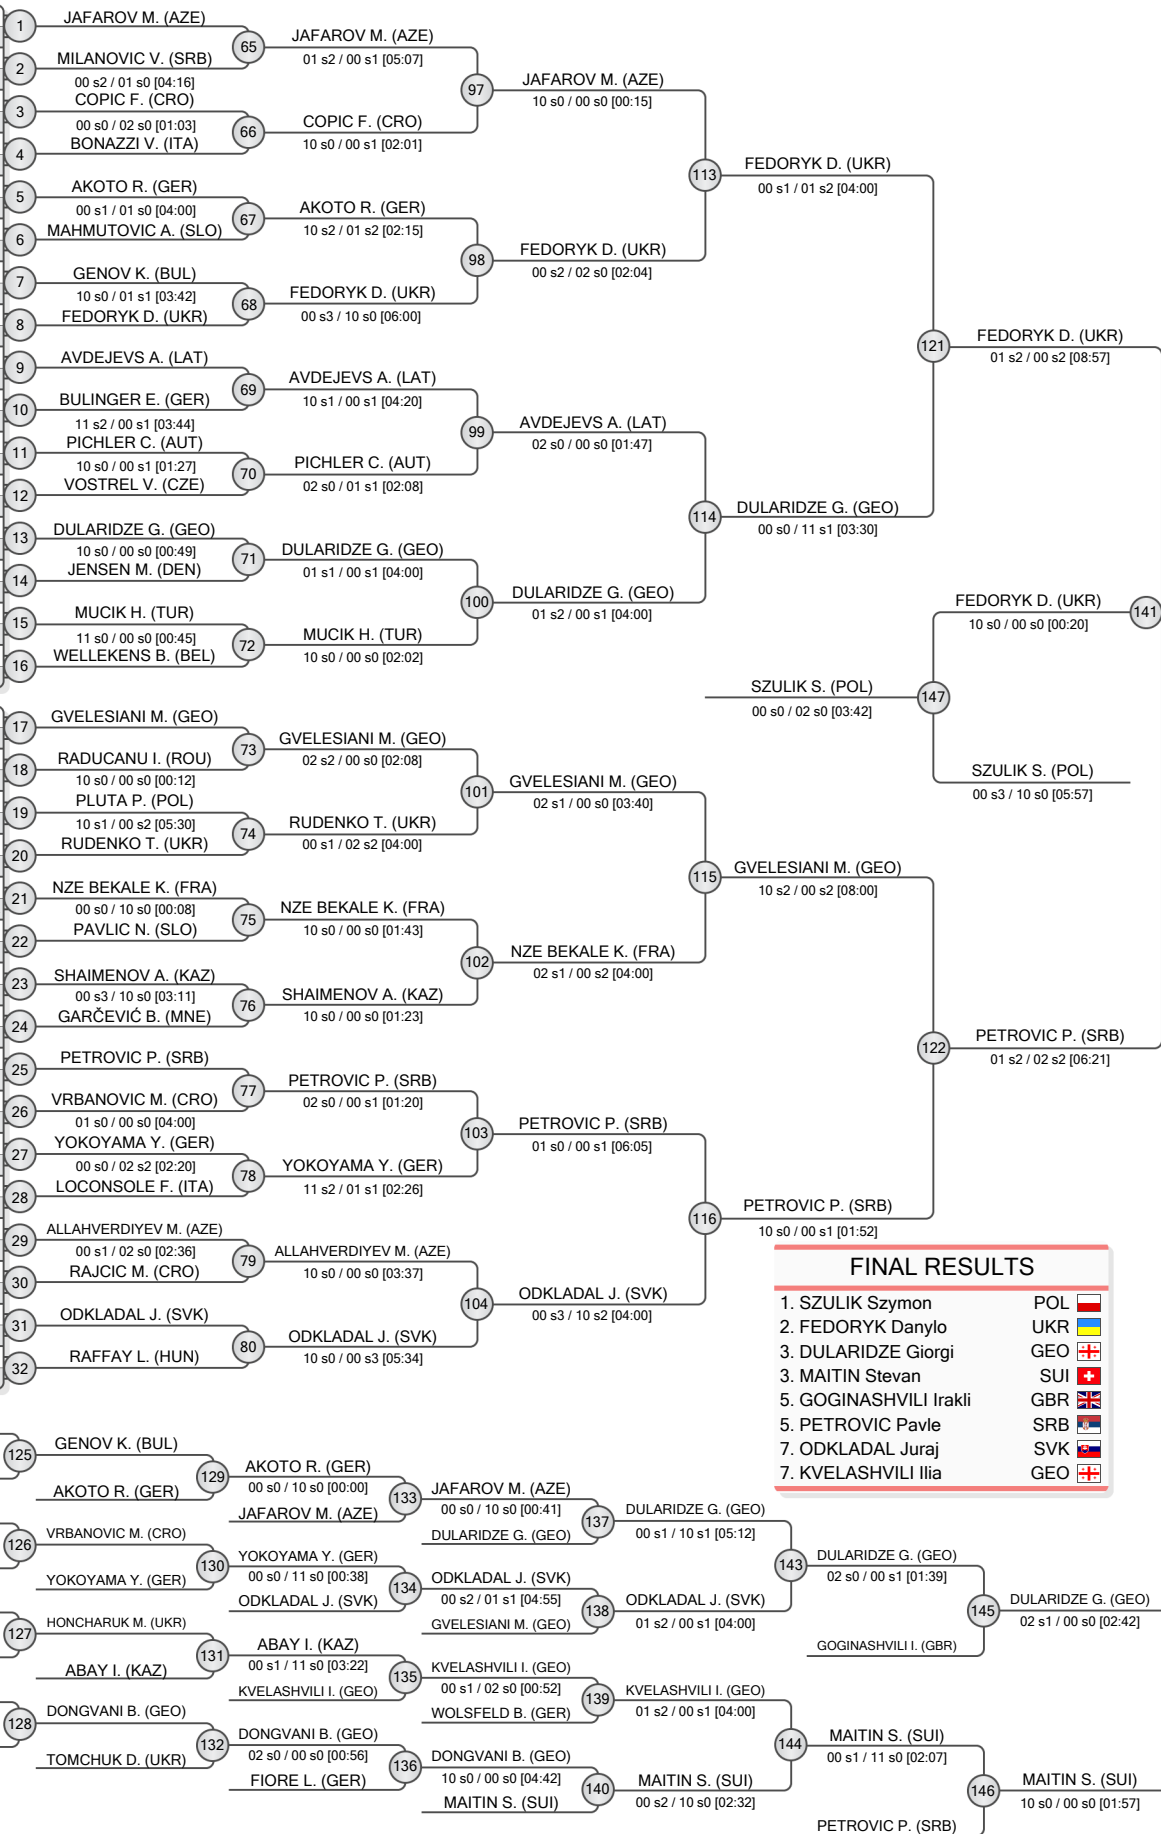 1 JAFAROV M. (AZE)
65 JAFAROV M. (AZE)
01 s2 / 00 s1 [05:07]
2 MILANOVIC V. (SRB)
00 s2 / 01 s0 [04:16]
97 JAFAROV M. (AZE)
10 s0 / 00 s0 [00:15]
3 COPIC F. (CRO)
00 s0 / 02 s0 [01:03]
66 COPIC F. (CRO)
10 s0 / 00 s1 [02:01]
4 BONAZZI V. (ITA)
113 FEDORYK D. (UKR)
00 s1 / 01 s2 [04:00]
5 AKOTO R. (GER)
00 s1 / 01 s0 [04:00]
67 AKOTO R. (GER)
10 s2 / 01 s2 [02:15]
6 MAHMUTOVIC A. (SLO)
98 FEDORYK D. (UKR)
00 s2 / 02 s0 [02:04]
7 GENOV K. (BUL)
10 s0 / 01 s1 [03:42]
68 FEDORYK D. (UKR)
00 s3 / 10 s0 [06:00]
8 FEDORYK D. (UKR)
121 FEDORYK D. (UKR)
01 s2 / 00 s2 [08:57]
9 AVDEJEVS A. (LAT)
69 AVDEJEVS A. (LAT)
10 s1 / 00 s1 [04:20]
10 BULINGER E. (GER)
11 s2 / 00 s1 [03:44]
99 AVDEJEVS A. (LAT)
02 s0 / 00 s0 [01:47]
11 PICHLER C. (AUT)
10 s0 / 00 s1 [01:27]
70 PICHLER C. (AUT)
02 s0 / 01 s1 [02:08]
12 VOSTREL V. (CZE)
114 DULARIDZE G. (GEO)
00 s0 / 11 s1 [03:30]
13 DULARIDZE G. (GEO)
10 s0 / 00 s0 [00:49]
71 DULARIDZE G. (GEO)
01 s1 / 00 s1 [04:00]
14 JENSEN M. (DEN)
100 DULARIDZE G. (GEO)
01 s2 / 00 s1 [04:00]
15 MUCIK H. (TUR)
11 s0 / 00 s0 [00:45]
72 MUCIK H. (TUR)
10 s0 / 00 s0 [02:02]
16 WELLEKENS B. (BEL)
FEDORYK D. (UKR) 141
10 s0 / 00 s0 [00:20]
SZULIK S. (POL) 147
00 s0 / 02 s0 [03:42]
SZULIK S. (POL)
00 s3 / 10 s0 [05:57]
17 GVELESIANI M. (GEO)
73 GVELESIANI M. (GEO)
02 s2 / 00 s0 [02:08]
18 RADUCANU I. (ROU)
10 s0 / 00 s0 [00:12]
101 GVELESIANI M. (GEO)
02 s1 / 00 s0 [03:40]
19 PLUTA P. (POL)
10 s1 / 00 s2 [05:30]
74 RUDENKO T. (UKR)
00 s1 / 02 s2 [04:00]
20 RUDENKO T. (UKR)
115 GVELESIANI M. (GEO)
10 s2 / 00 s2 [08:00]
21 NZE BEKALE K. (FRA)
00 s0 / 10 s0 [00:08]
75 NZE BEKALE K. (FRA)
10 s0 / 00 s0 [01:43]
22 PAVLIC N. (SLO)
102 NZE BEKALE K. (FRA)
02 s1 / 00 s2 [04:00]
23 SHAIMENOV A. (KAZ)
00 s3 / 10 s0 [03:11]
76 SHAIMENOV A. (KAZ)
10 s0 / 00 s0 [01:23]
24 GARČEVIĆ B. (MNE)
122 PETROVIC P. (SRB)
01 s2 / 02 s2 [06:21]
25 PETROVIC P. (SRB)
77 PETROVIC P. (SRB)
02 s0 / 00 s1 [01:20]
26 VRBANOVIC M. (CRO)
01 s0 / 00 s0 [04:00]
103 PETROVIC P. (SRB)
01 s0 / 00 s1 [06:05]
27 YOKOYAMA Y. (GER)
00 s0 / 02 s2 [02:20]
78 YOKOYAMA Y. (GER)
11 s2 / 01 s1 [02:26]
28 LOCONSOLE F. (ITA)
116 PETROVIC P. (SRB)
10 s0 / 00 s1 [01:52]
29 ALLAHVERDIYEV M. (AZE)
00 s1 / 02 s0 [02:36]
79 ALLAHVERDIYEV M. (AZE)
10 s0 / 00 s0 [03:37]
30 RAJCIC M. (CRO)
104 ODKLADAL J. (SVK)
00 s3 / 10 s2 [04:00]
31 ODKLADAL J. (SVK)
80 ODKLADAL J. (SVK)
10 s0 / 00 s3 [05:34]
32 RAFFAY L. (HUN)
FINAL RESULTS
1. SZULIK Szymon POL
2. FEDORYK Danylo UKR
3. DULARIDZE Giorgi GEO
3. MAITIN Stevan SUI
5. GOGINASHVILI Irakli GBR
5. PETROVIC Pavle SRB
7. ODKLADAL Juraj SVK
7. KVELASHVILI Ilia GEO
125 GENOV K. (BUL)
AKOTO R. (GER)
129 AKOTO R. (GER)
00 s0 / 10 s0 [00:00]
JAFAROV M. (AZE)
133 JAFAROV M. (AZE)
00 s0 / 10 s0 [00:41]
DULARIDZE G. (GEO)
137 DULARIDZE G. (GEO)
00 s1 / 10 s1 [05:12]
126 VRBANOVIC M. (CRO)
YOKOYAMA Y. (GER)
130 YOKOYAMA Y. (GER)
00 s0 / 11 s0 [00:38]
ODKLADAL J. (SVK)
134 ODKLADAL J. (SVK)
00 s2 / 01 s1 [04:55]
GVELESIANI M. (GEO)
138 ODKLADAL J. (SVK)
01 s2 / 00 s1 [04:00]
143 DULARIDZE G. (GEO)
02 s0 / 00 s1 [01:39]
GOGINASHVILI I. (GBR)
145 DULARIDZE G. (GEO)
02 s1 / 00 s0 [02:42]
127 HONCHARUK M. (UKR)
ABAY I. (KAZ)
131 ABAY I. (KAZ)
00 s1 / 11 s0 [03:22]
KVELASHVILI I. (GEO)
135 KVELASHVILI I. (GEO)
00 s1 / 02 s0 [00:52]
WOLSFELD B. (GER)
139 KVELASHVILI I. (GEO)
01 s2 / 00 s1 [04:00]
128 DONGVANI B. (GEO)
TOMCHUK D. (UKR)
132 DONGVANI B. (GEO)
02 s0 / 00 s0 [00:56]
FIORE L. (GER)
136 DONGVANI B. (GEO)
10 s0 / 00 s0 [04:42]
MAITIN S. (SUI)
140 MAITIN S. (SUI)
00 s2 / 10 s0 [02:32]
144 MAITIN S. (SUI)
00 s1 / 11 s0 [02:07]
PETROVIC P. (SRB)
146 MAITIN S. (SUI)
10 s0 / 00 s0 [01:57]